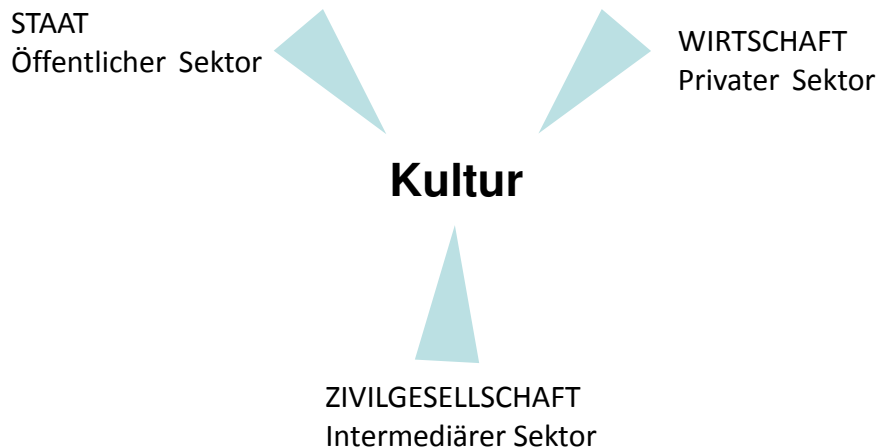 STAAT
Öffentlicher Sektor
WIRTSCHAFT
Privater Sektor
Kultur
ZIVILGESELLSCHAFT
Intermediärer Sektor